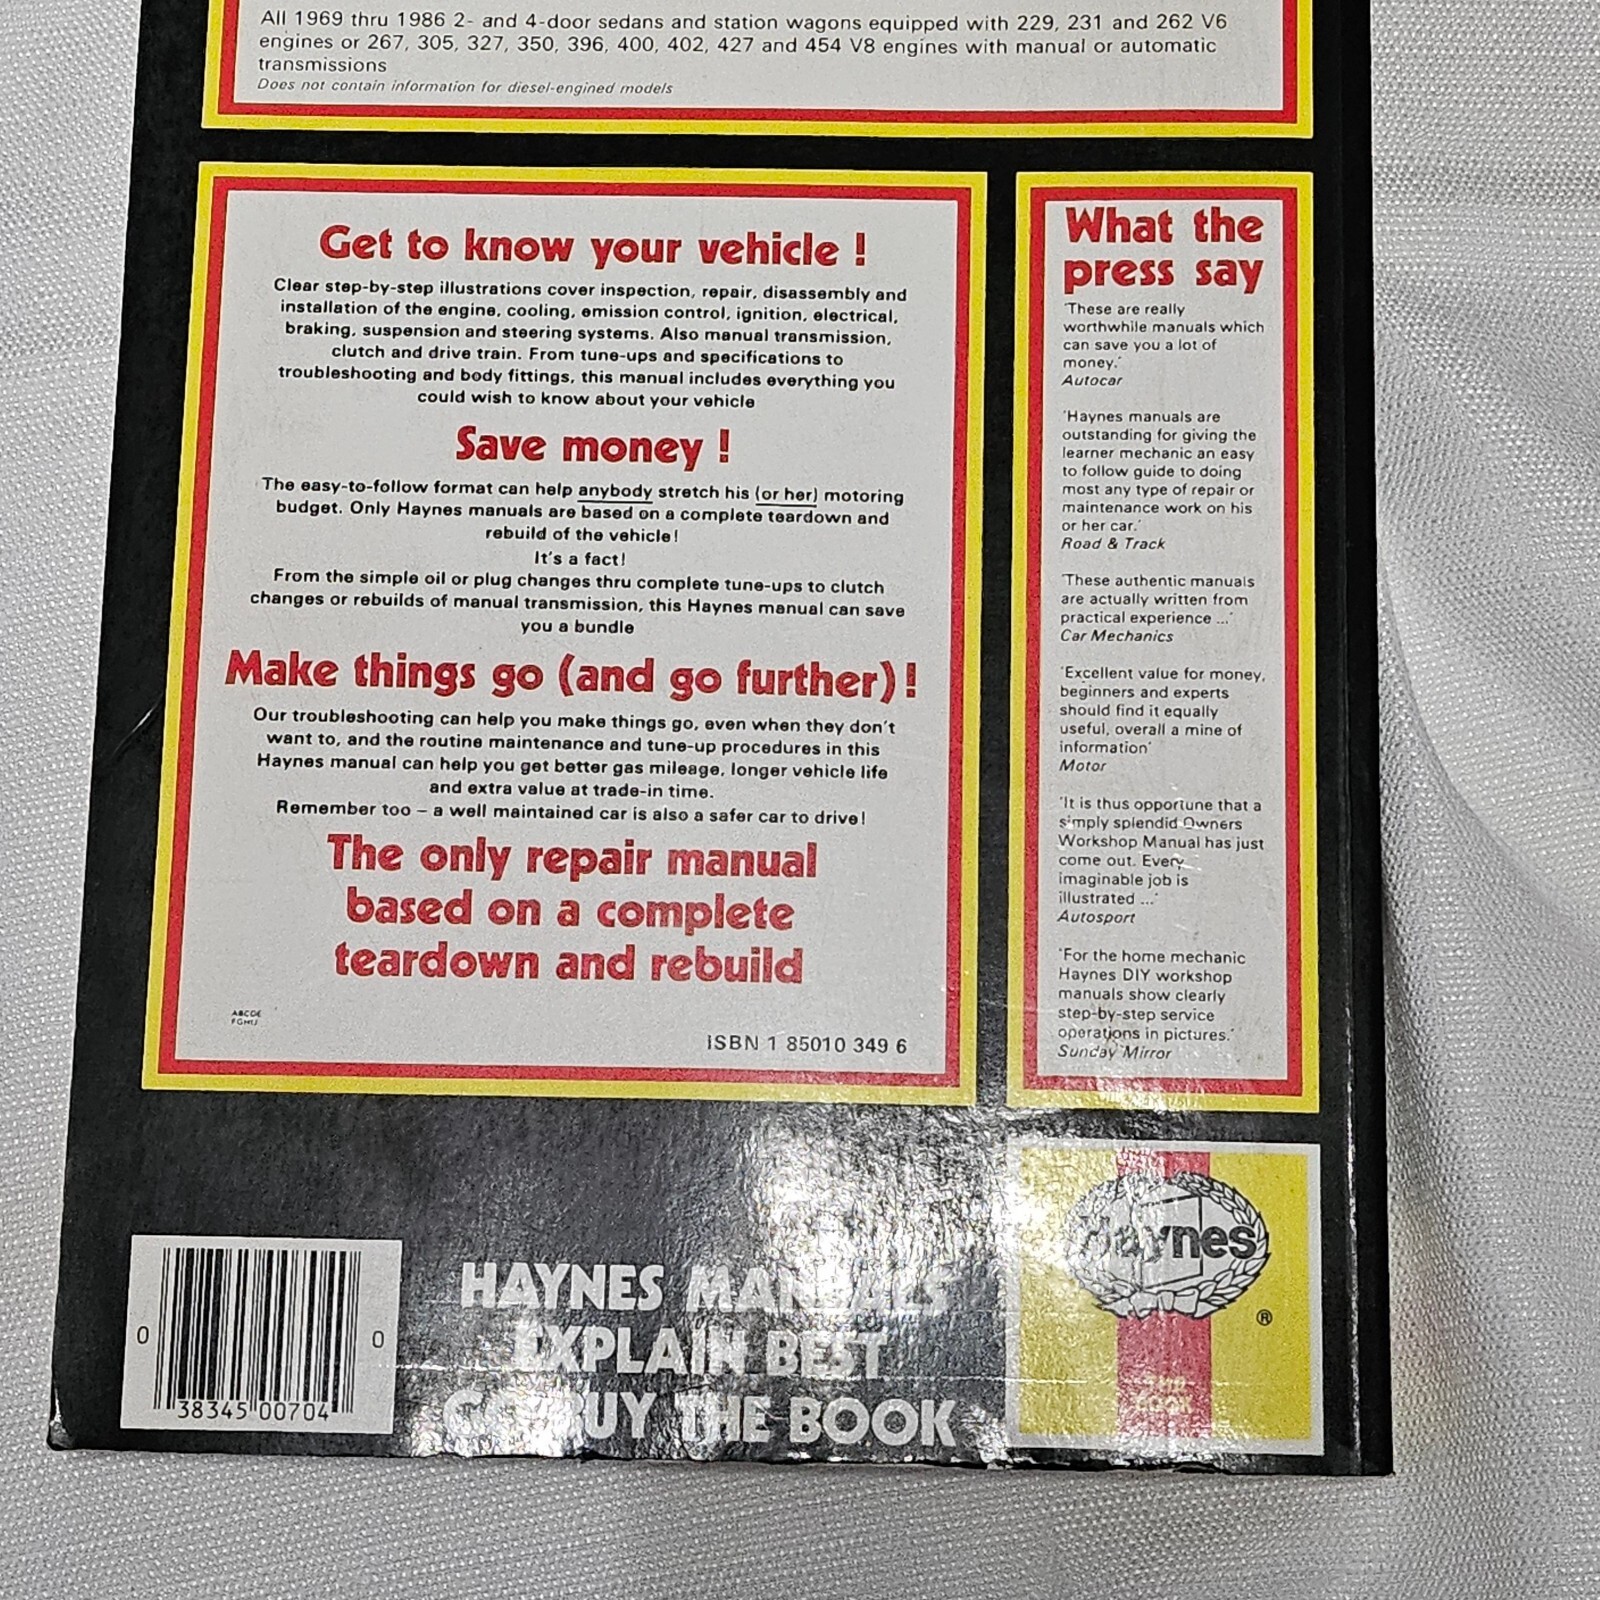 All 1969 thru 1986 2- and 4-door sedans and station wagons equipped with 229, 231 and 262 V6
engines or 267, 305, 327, 350, 396, 400, 402, 427 and 454 V8 engines with manual or automatic
transmissions
Does not contain information for diesel-engined models
Get to know your vehicle !
Clear step-by-step illustrations cover inspection, repair, disassembly and
installation of the engine, cooling, emission control, ignition, electrical,
braking, suspension and steering systems. Also manual transmission,
clutch and drive train. From tune-ups and specifications to
troubleshooting and body fittings, this manual includes everything you
could wish to know about your vehicle
Save money !
The easy-to-follow format can help anybody stretch his (or her) motoring
budget. Only Haynes manuals are based on a complete teardown and
rebuild of the vehicle!
It's a fact!
From the simple oil or plug changes thru complete tune-ups to clutch
changes or rebuilds of manual transmission, this Haynes manual can save
you a bundle
Make things go (and go further) !
Our troubleshooting can help you make things go, even when they don't
want to, and the routine maintenance and tune-up procedures in this
Haynes manual can help you get better gas mileage, longer vehicle life
and extra value at trade-in time.
Remember too – a well maintained car is also a safer car to drive!
The only repair manual
based on a complete
teardown and rebuild
ABCDE
FGHIJ
ISBN 1 85010 349 6
What the
press say
'These are really
worthwhile manuals which
can save you a lot of
money.'
Autocar
'Haynes manuals are
outstanding for giving the
learner mechanic an easy
to follow guide to doing
most any type of repair or
maintenance work on his
or her car.'
Road & Track
'These authentic manuals
are actually written from
practical experience ...'
Car Mechanics
'Excellent value for money,
beginners and experts
should find it equally
useful, overall a mine of
information'
Motor
'It is thus opportune that a
simply splendid Owners
Workshop Manual has just
come out. Every
imaginable job is
illustrated ...'
Autosport
'For the home mechanic
Haynes DIY workshop
manuals show clearly
step-by-step service
operations in pictures.'
Sunday Mirror
0 38345 00704 0
HAYNES MANUALS
EXPLAIN BEST
GO BUY THE BOOK
Haynes
®
THE
BOOK